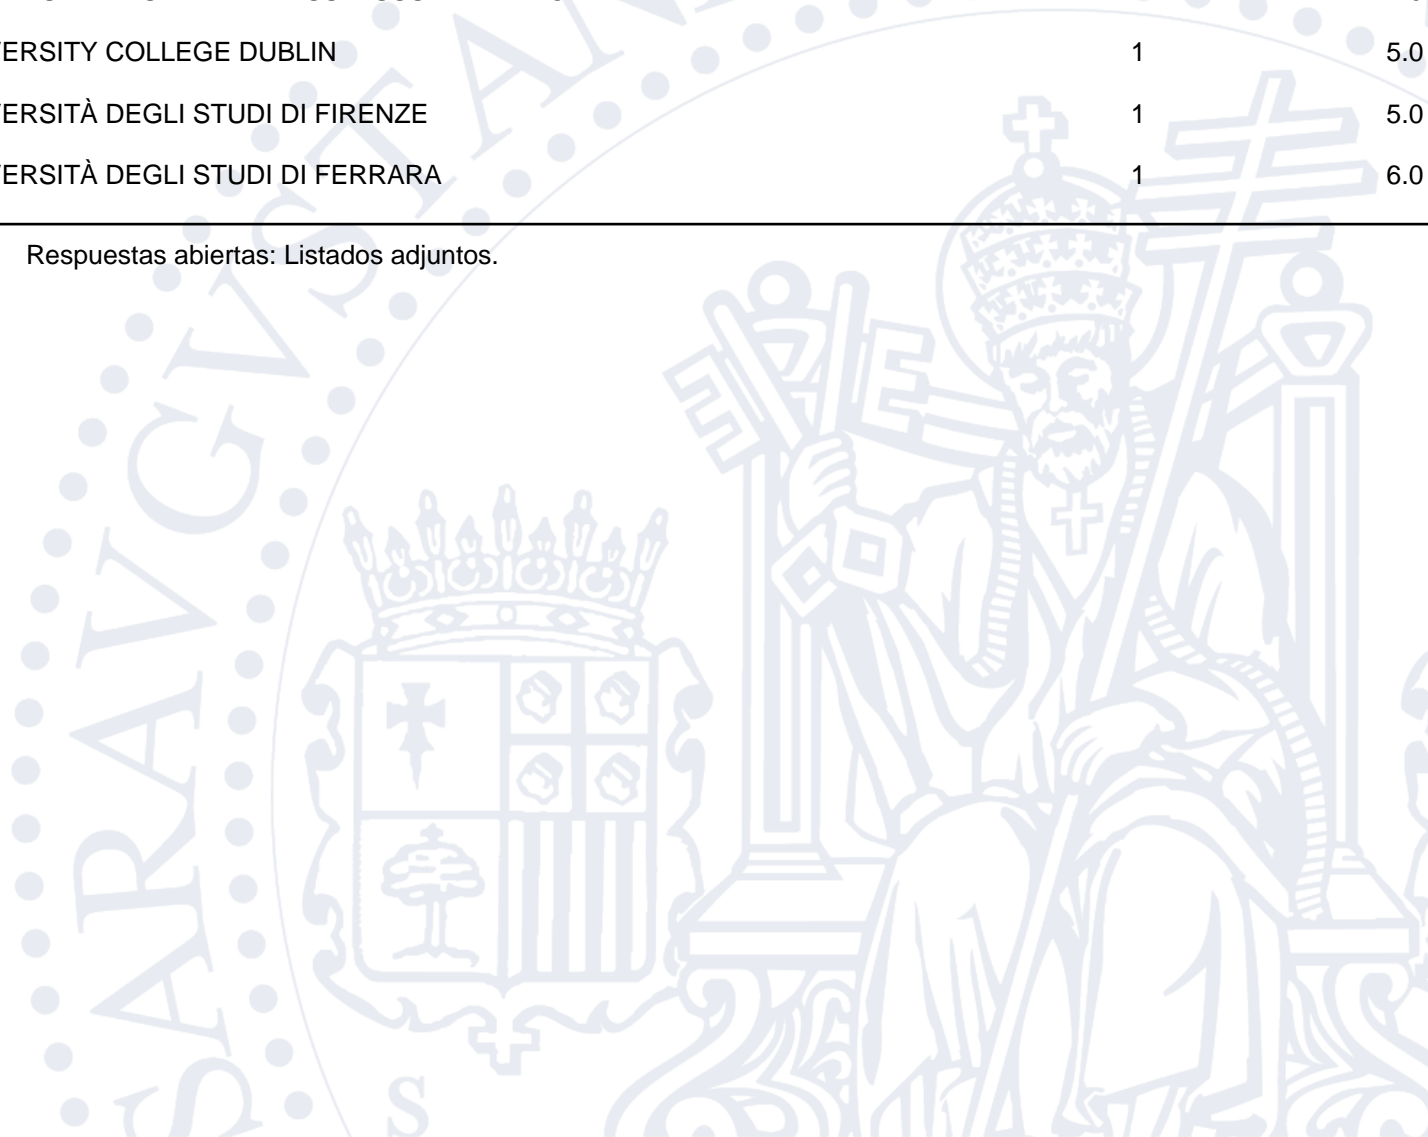 ERSITY COLLEGE DUBLIN 1 5.0
ERSITÀ DEGLI STUDI DI FIRENZE 1 5.0
ERSITÀ DEGLI STUDI DI FERRARA 1 6.0
Respuestas abiertas: Listados adjuntos.
SARAVGVSTAN
S